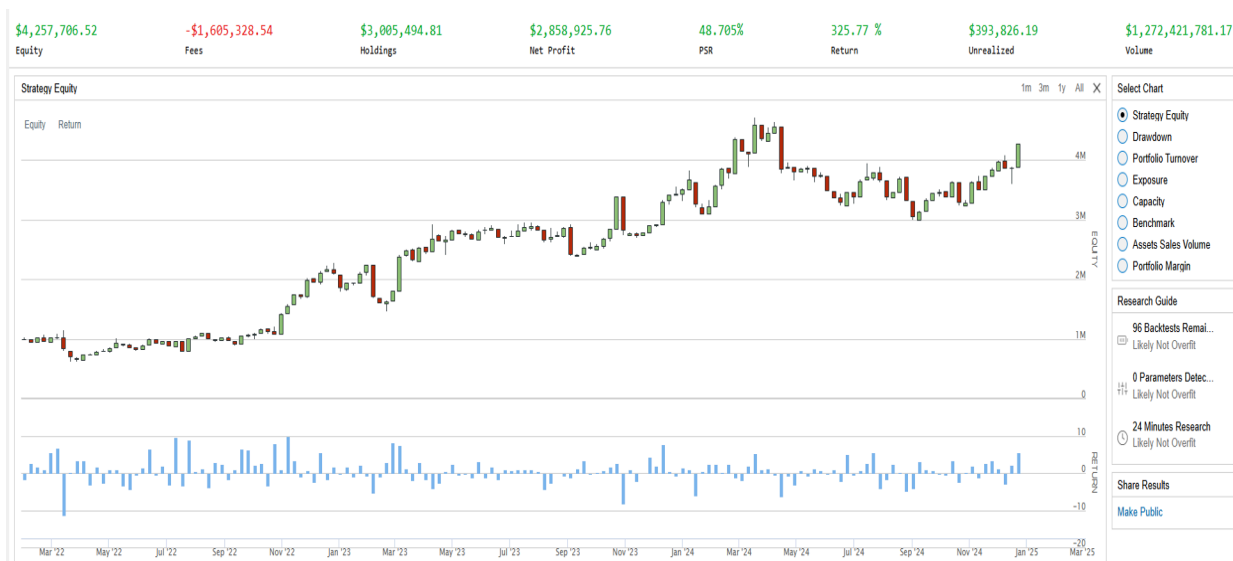 $4,257,706.52 -$1,605,328.54 $3,005,494.81 $2,858,925.76 48.705% 325.77 % $393,826.19 $1,272,421,781.17
Equity Fees Holdings Net Profit PSR Return Unrealized Volume
Strategy Equity 1m 3m 1y All X
Equity Return
4M
3M
EQUITY
2M
1M
0
10
0
RETURN
-10
-20
Mar '22 May '22 Jul '22 Sep '22 Nov '22 Jan '23 Mar '23 May '23 Jul '23 Sep '23 Nov '23 Jan '24 Mar '24 May '24 Jul '24 Sep '24 Nov '24 Jan '25 Mar '25
Select Chart
Strategy Equity
Drawdown
Portfolio Turnover
Exposure
Capacity
Benchmark
Assets Sales Volume
Portfolio Margin
Research Guide
96 Backtests Remai...
Likely Not Overfit
0 Parameters Detec...
Likely Not Overfit
24 Minutes Research
Likely Not Overfit
Share Results
Make Public